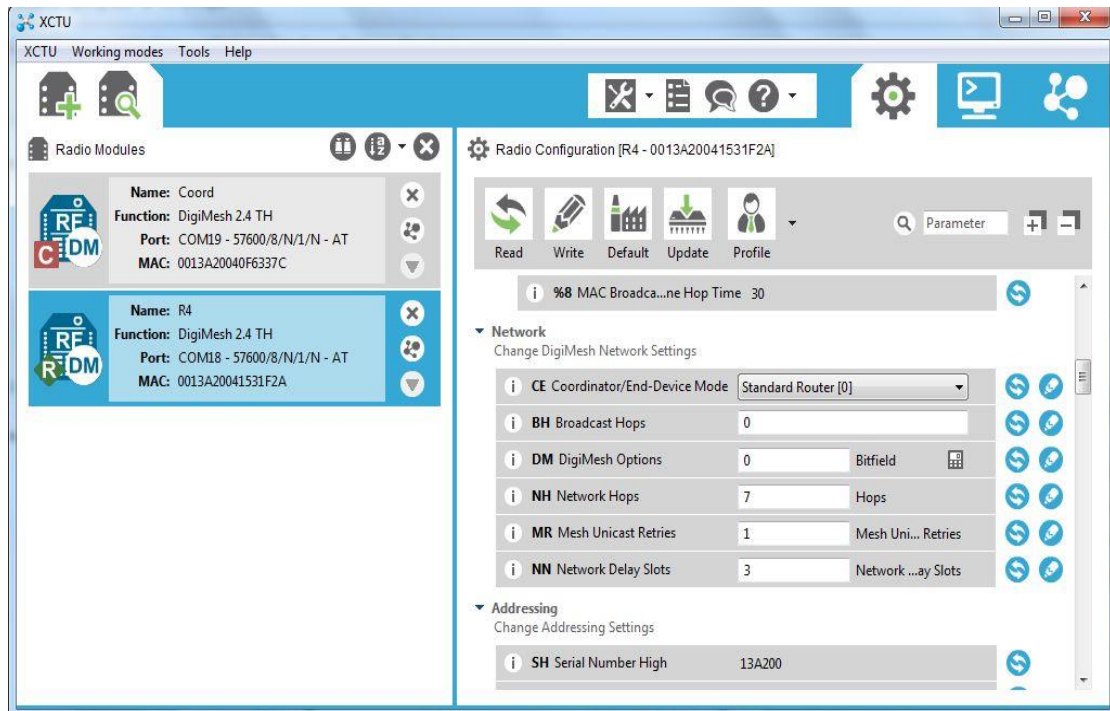 XCTU
XCTU Working modes Tools Help
Radio Modules
Name: Coord
Function: DigiMesh 2.4 TH
Port: COM19 - 57600/8/N/1/N - AT
MAC: 0013A20040F6337C
RF
C DM
Name: R4
Function: DigiMesh 2.4 TH
Port: COM18 - 57600/8/N/1/N - AT
MAC: 0013A20041531F2A
RF
R DM
Radio Configuration [R4 - 0013A20041531F2A]
Read Write Default Update Profile
Parameter
i %8 MAC Broadca...ne Hop Time 30
Network
Change DigiMesh Network Settings
i CE Coordinator/End-Device Mode Standard Router [0]
i BH Broadcast Hops 0
i DM DigiMesh Options 0 Bitfield
i NH Network Hops 7 Hops
i MR Mesh Unicast Retries 1 Mesh Uni... Retries
i NN Network Delay Slots 3 Network ...ay Slots
Addressing
Change Addressing Settings
i SH Serial Number High 13A200